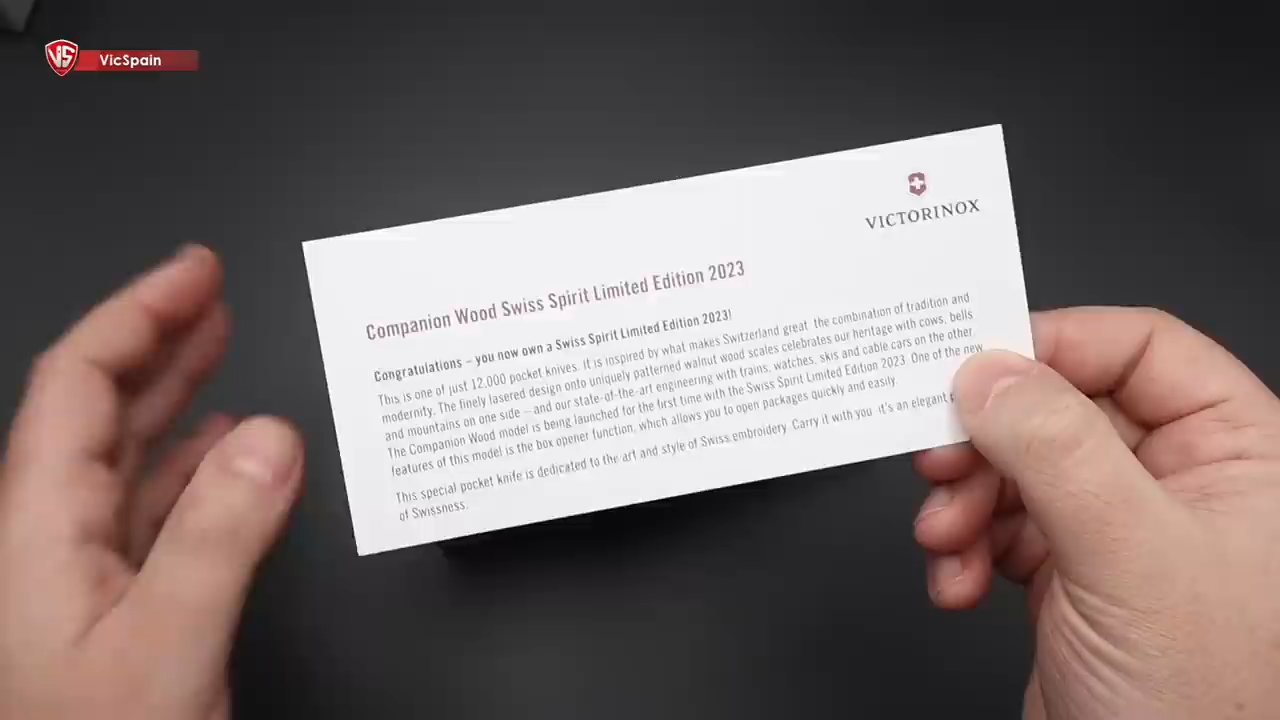 VS
VicSpain
VICTORINOX
Companion Wood Swiss Spirit Limited Edition 2023
Congratulations – you now own a Swiss Spirit Limited Edition 2023!
This is one of just 12,000 pocket knives. It is inspired by what makes Switzerland great: the combination of tradition and
modernity. The finely lasered design onto uniquely patterned walnut wood scales celebrates our heritage with cows, bells
and mountains on one side – and our state-of-the-art engineering with trains, watches, skis and cable cars on the other.
The Companion Wood model is being launched for the first time with the Swiss Spirit Limited Edition 2023. One of the new
features of this model is the box opener function, which allows you to open packages quickly and easily.
This special pocket knife is dedicated to the art and style of Swiss embroidery. Carry it with you: it's an elegant
of Swissness.